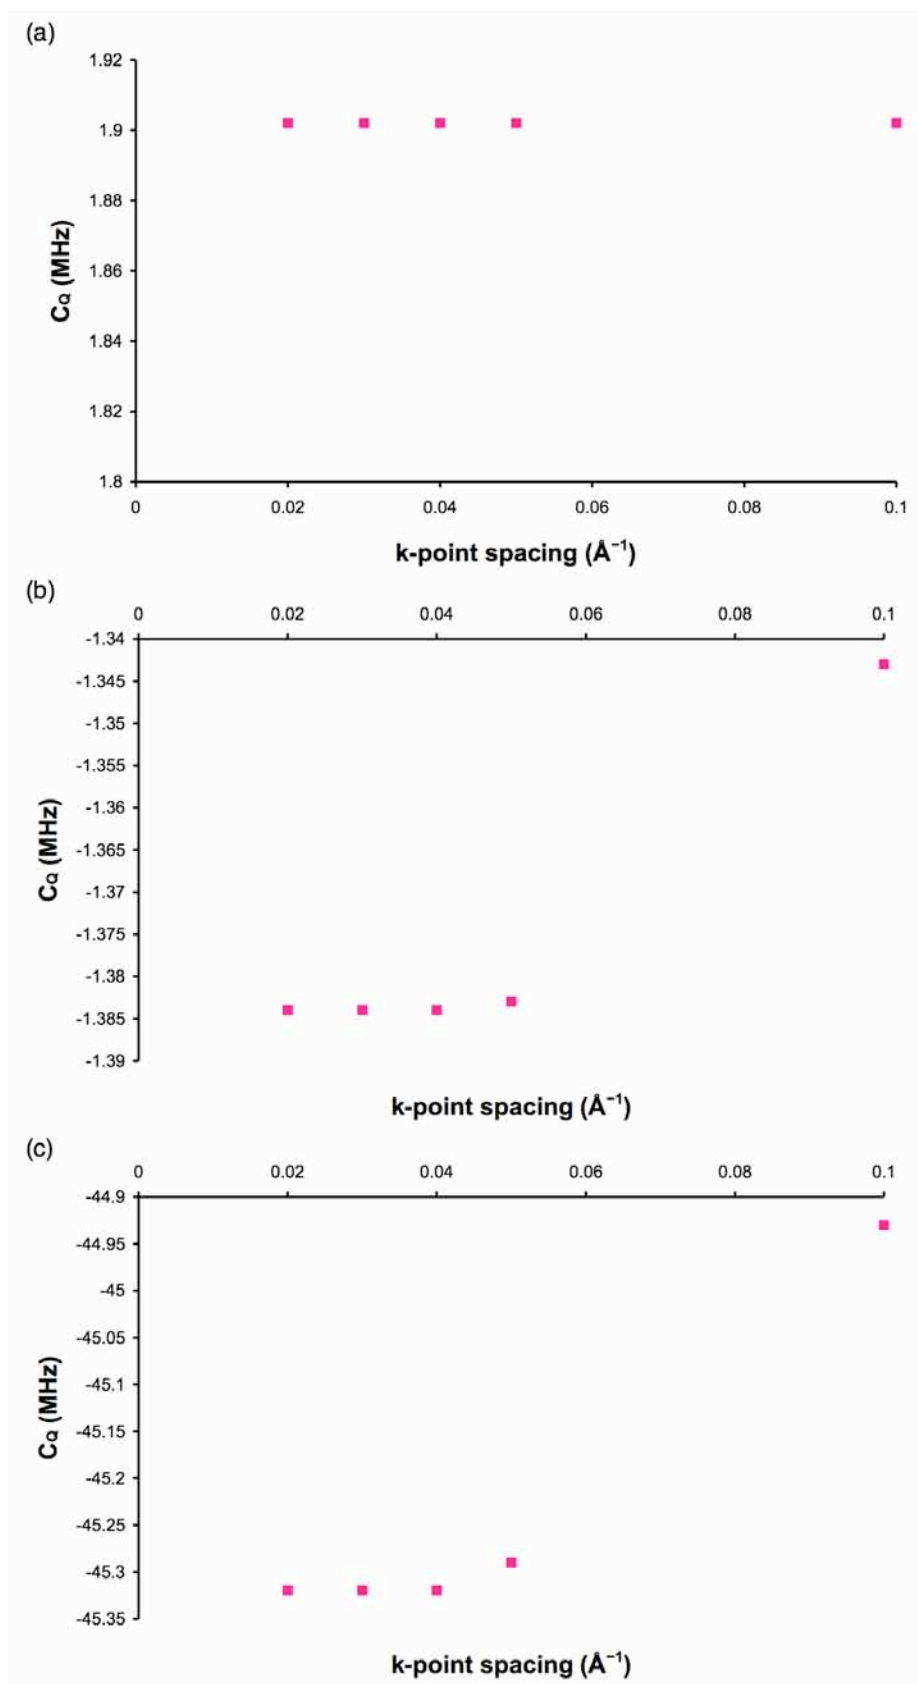 (a)
1.92
1.9
1.88
1.86
1.84
1.82
1.8
CQ (MHz)
0 0.02 0.04 0.06 0.08 0.1
k-point spacing (Å⁻¹)
(b)
0 0.02 0.04 0.06 0.08 0.1
-1.34
-1.345
-1.35
-1.355
-1.36
-1.365
-1.37
-1.375
-1.38
-1.385
-1.39
CQ (MHz)
k-point spacing (Å⁻¹)
(c)
0 0.02 0.04 0.06 0.08 0.1
-44.9
-44.95
-45
-45.05
-45.1
-45.15
-45.2
-45.25
-45.3
-45.35
CQ (MHz)
k-point spacing (Å⁻¹)